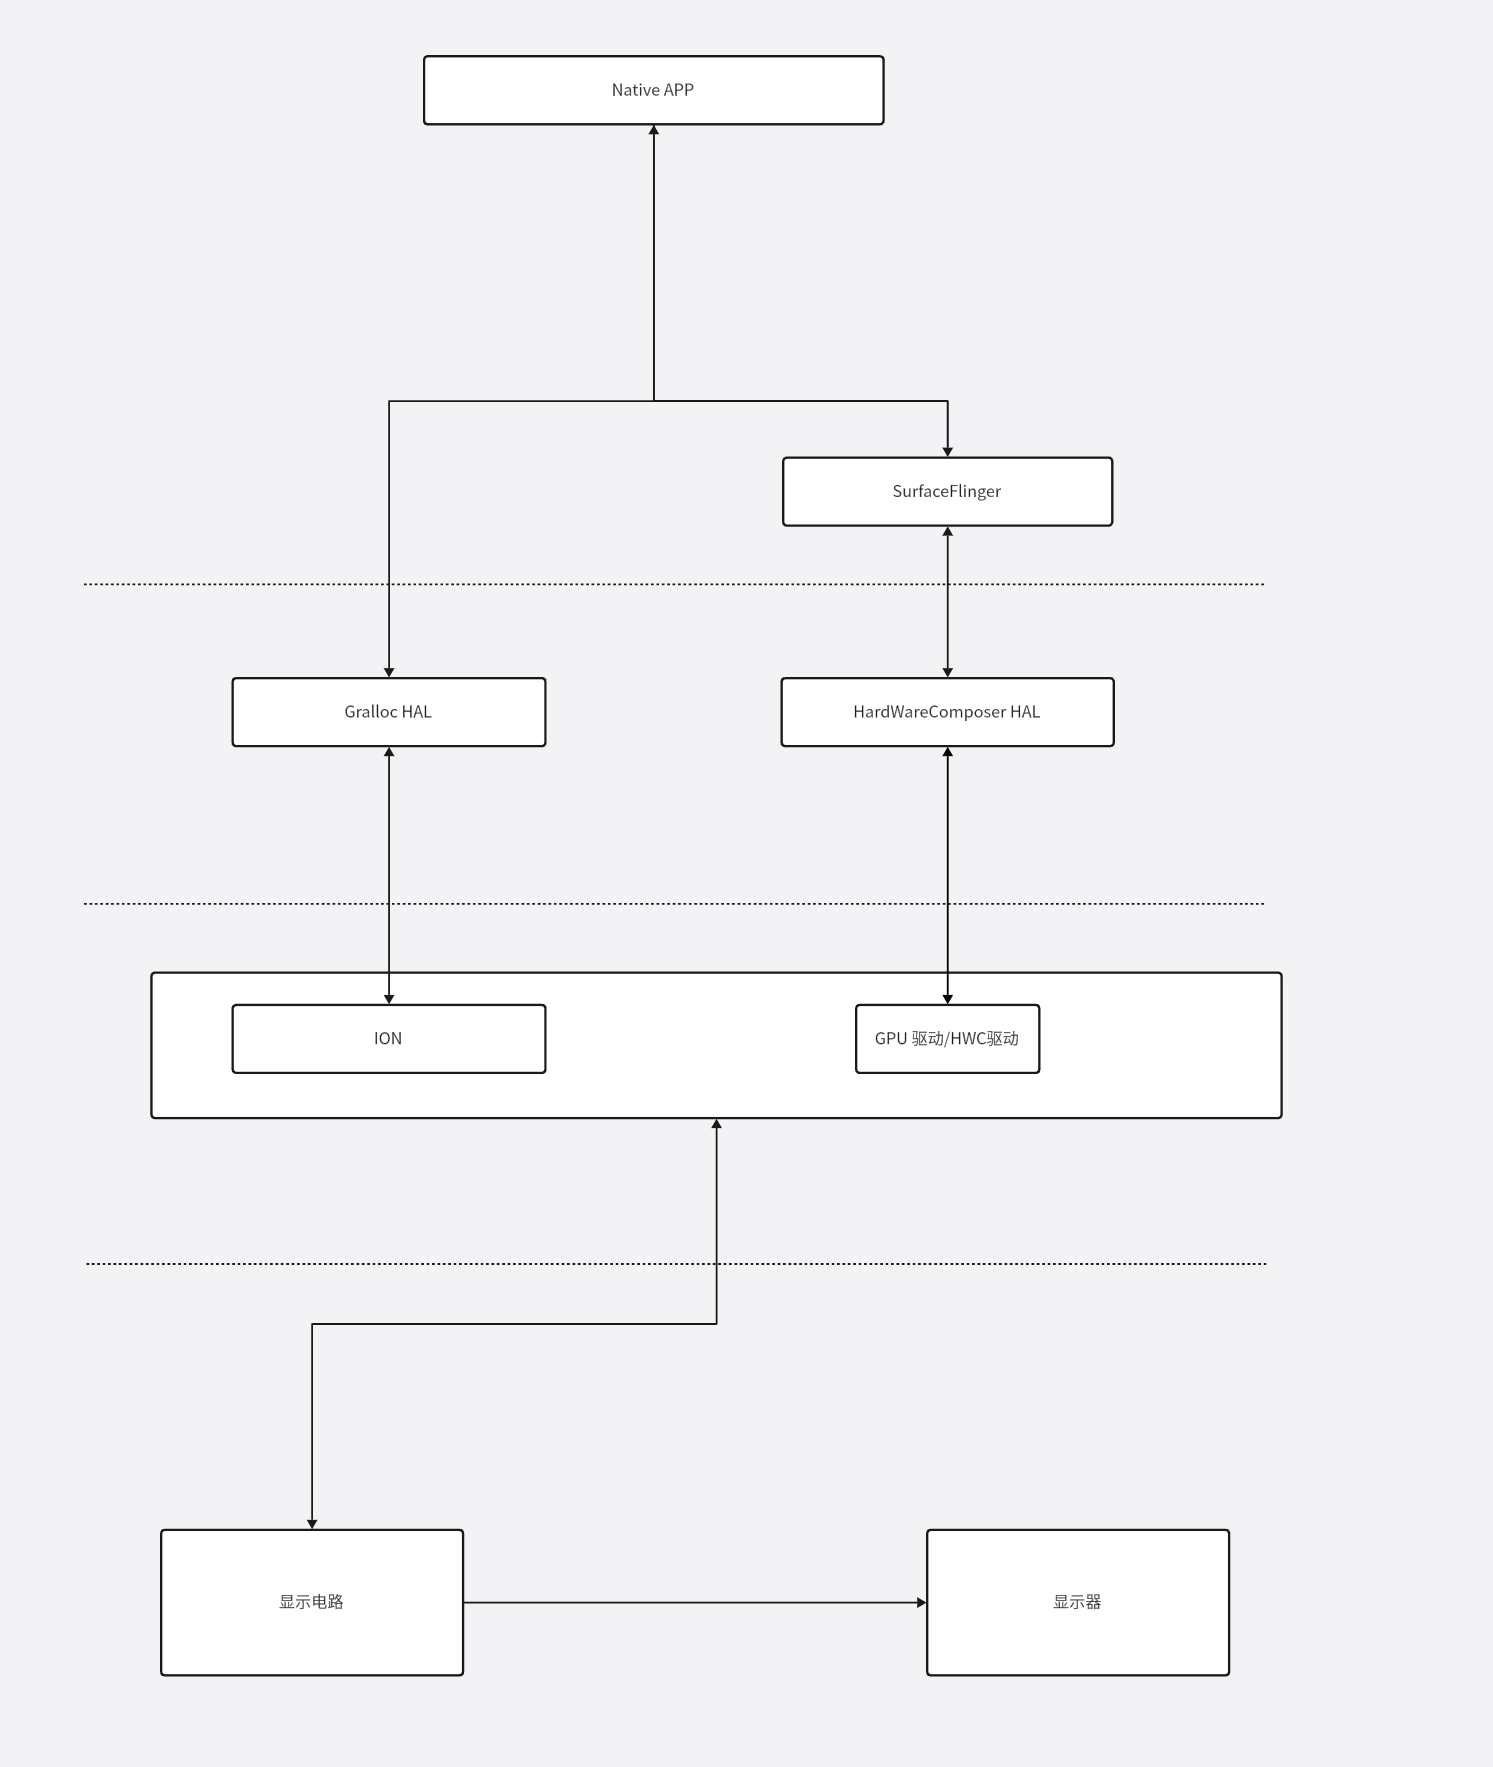 Native APP
SurfaceFlinger
Gralloc HAL
HardWareComposer HAL
ION
GPU 驱动/HWC驱动
显示电路
显示器